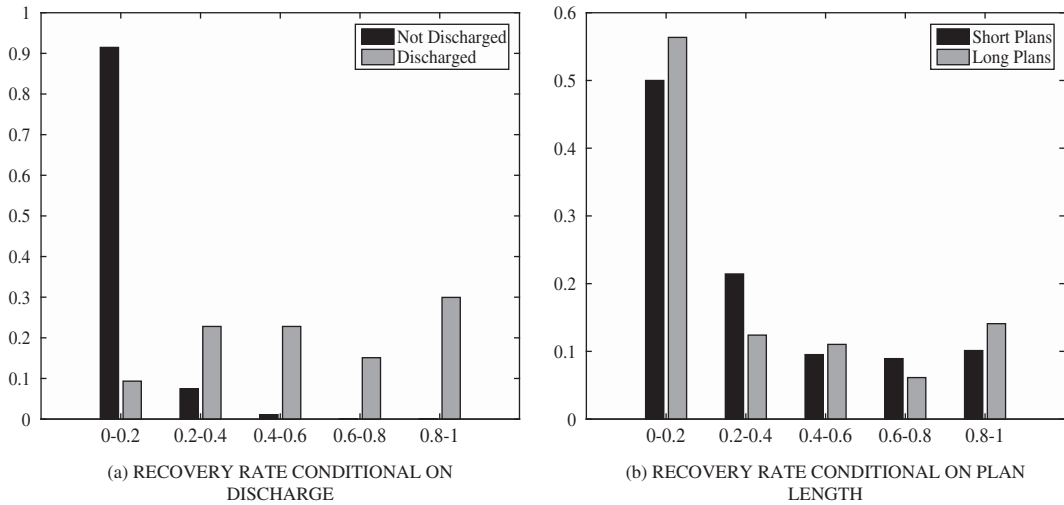 1
0.9
0.8
0.7
0.6
0.5
0.4
0.3
0.2
0.1
0
Not Discharged
Discharged
0-0.2 0.2-0.4 0.4-0.6 0.6-0.8 0.8-1
(a) RECOVERY RATE CONDITIONAL ON
DISCHARGE
0.6
0.5
0.4
0.3
0.2
0.1
0
Short Plans
Long Plans
0-0.2 0.2-0.4 0.4-0.6 0.6-0.8 0.8-1
(b) RECOVERY RATE CONDITIONAL ON PLAN
LENGTH